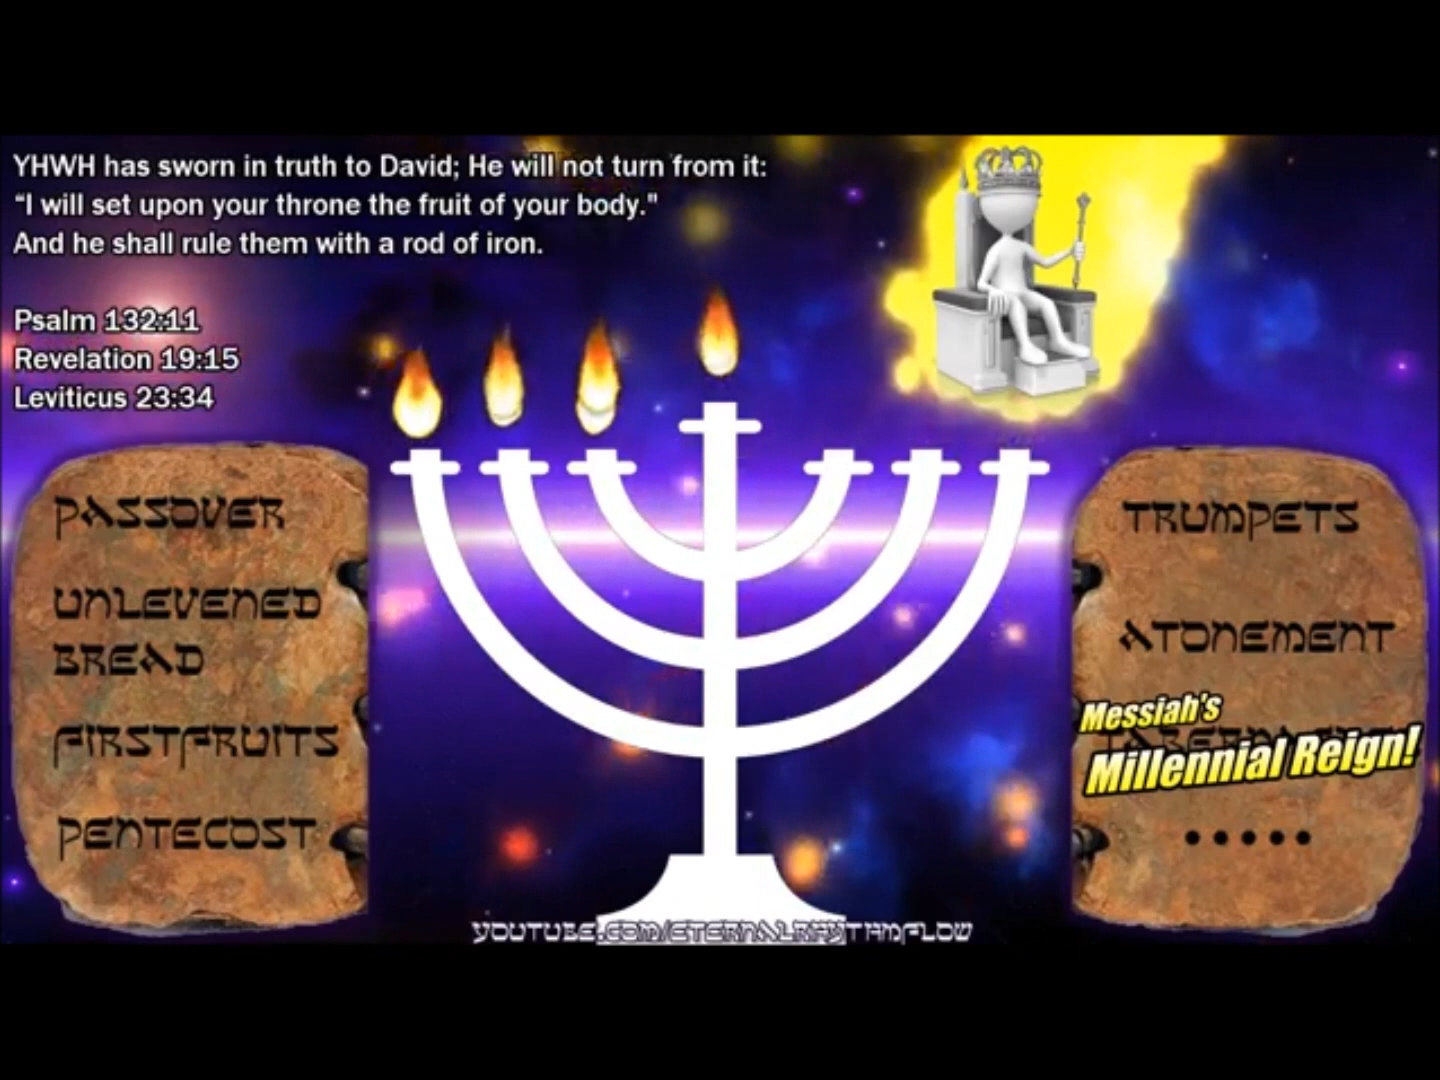 YHWH has sworn in truth to David; He will not turn from it:
“I will set upon your throne the fruit of your body."
And he shall rule them with a rod of iron.
Psalm 132:11
Revelation 19:15
Leviticus 23:34
PASSOVER
UNLEVENED
BREAD
FIRSTFRUITS
PENTECOST
TRUMPETS
ATONEMENT
Messiah's
Millennial Reign!
.....
YOUTUBE.COM/ETERNALRHYTHMFLOW